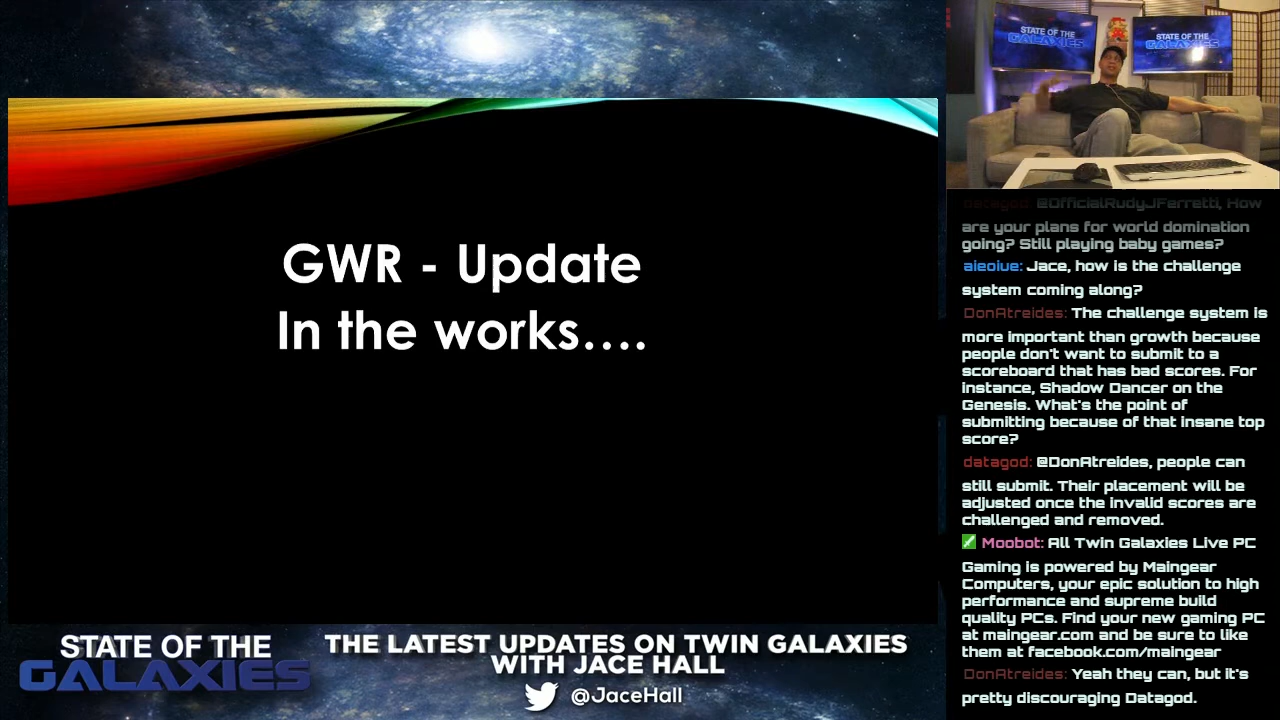 STATE OF THE
GALAXIES
STATE OF THE
GALAXIES
GWR - Update
In the works....
datagod: @OfficialRudyJFerretti, How
are your plans for world domination
going? Still playing baby games?
aieoiue: Jace, how is the challenge
system coming along?
DonAtreides: The challenge system is
more important than growth because
people don't want to submit to a
scoreboard that has bad scores. For
instance, Shadow Dancer on the
Genesis. What's the point of
submitting because of that insane top
score?
datagod: @DonAtreides, people can
still submit. Their placement will be
adjusted once the invalid scores are
challenged and removed.
Moobot: All Twin Galaxies Live PC
Gaming is powered by Maingear
Computers, your epic solution to high
performance and supreme build
quality PCs. Find your new gaming PC
at maingear.com and be sure to like
them at facebook.com/maingear
DonAtreides: Yeah they can, but it's
pretty discouraging Datagod.
STATE OF THE
GALAXIES
THE LATEST UPDATES ON TWIN GALAXIES
WITH JACE HALL
@JaceHall